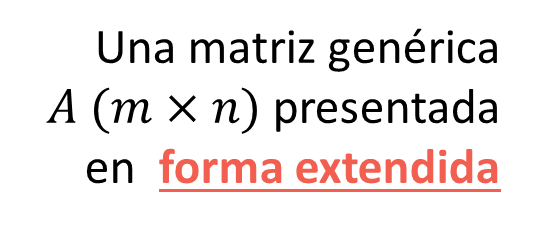 Una matriz genérica
A (m × n) presentada
en forma extendida